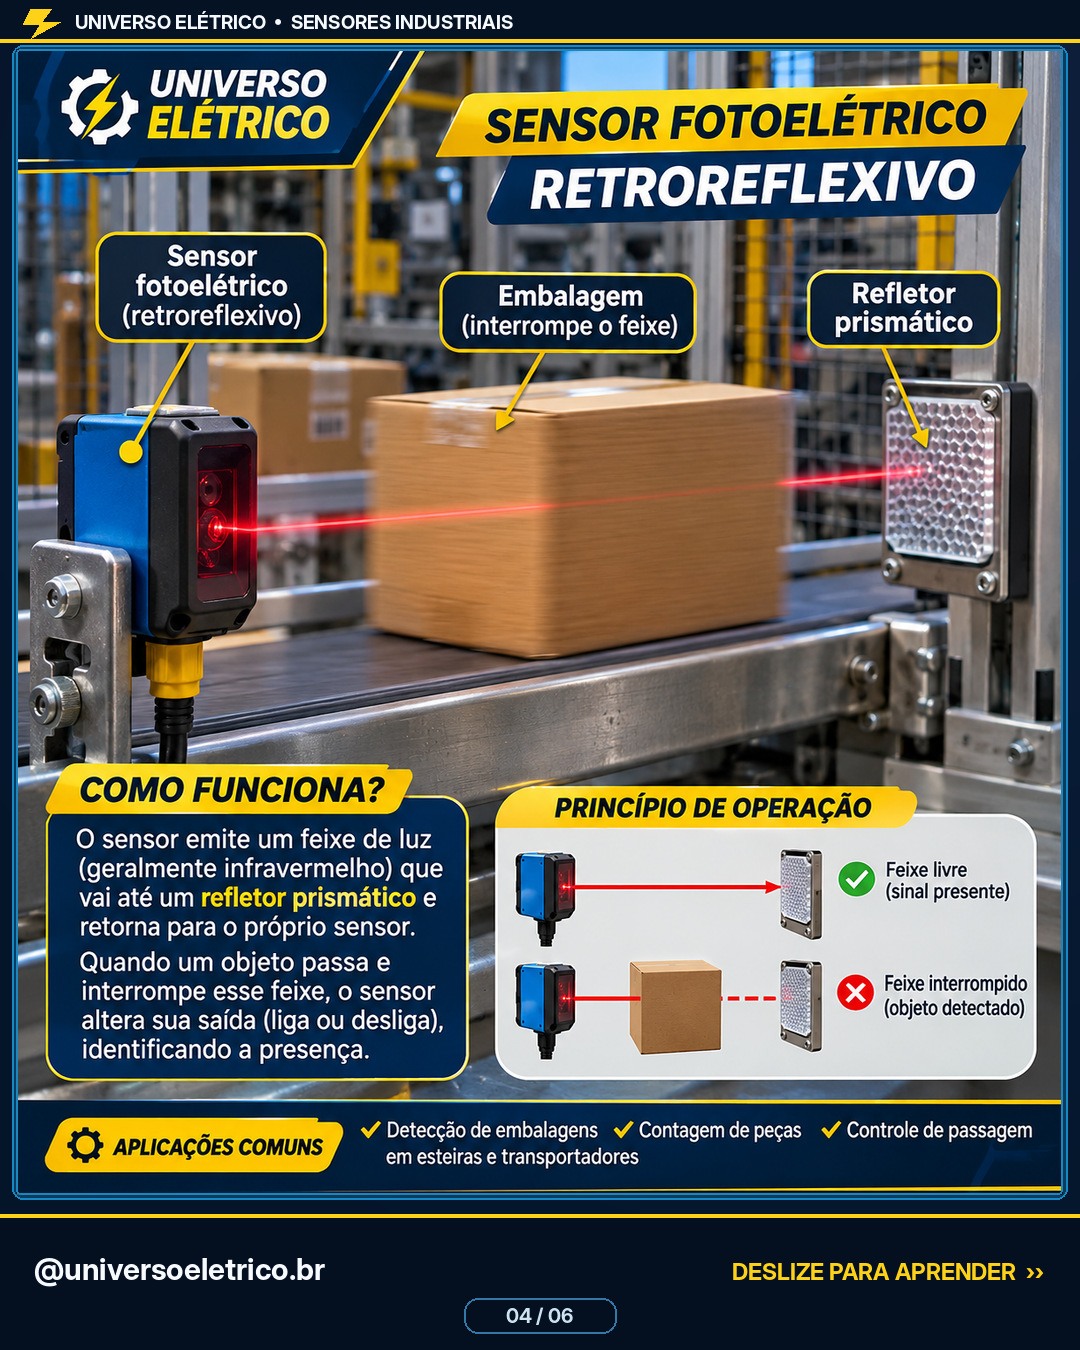 UNIVERSO ELÉTRICO • SENSORES INDUSTRIAIS
UNIVERSO
ELÉTRICO
SENSOR FOTOELÉTRICO
RETROREFLEXIVO
Sensor
fotoelétrico
(retroreflexivo)
Embalagem
(interrompe o feixe)
Refletor
prismático
COMO FUNCIONA?
O sensor emite um feixe de luz
(geralmente infravermelho) que
vai até um refletor prismático e
retorna para o próprio sensor.
Quando um objeto passa e
interrompe esse feixe, o sensor
altera sua saída (liga ou desliga),
identificando a presença.
PRINCÍPIO DE OPERAÇÃO
Feixe livre
(sinal presente)
Feixe interrompido
(objeto detectado)
APLICAÇÕES COMUNS
Detecção de embalagens
em esteiras e transportadores
Contagem de peças
Controle de passagem
@universoeletrico.br
DESLIZE PARA APRENDER ››
04 / 06